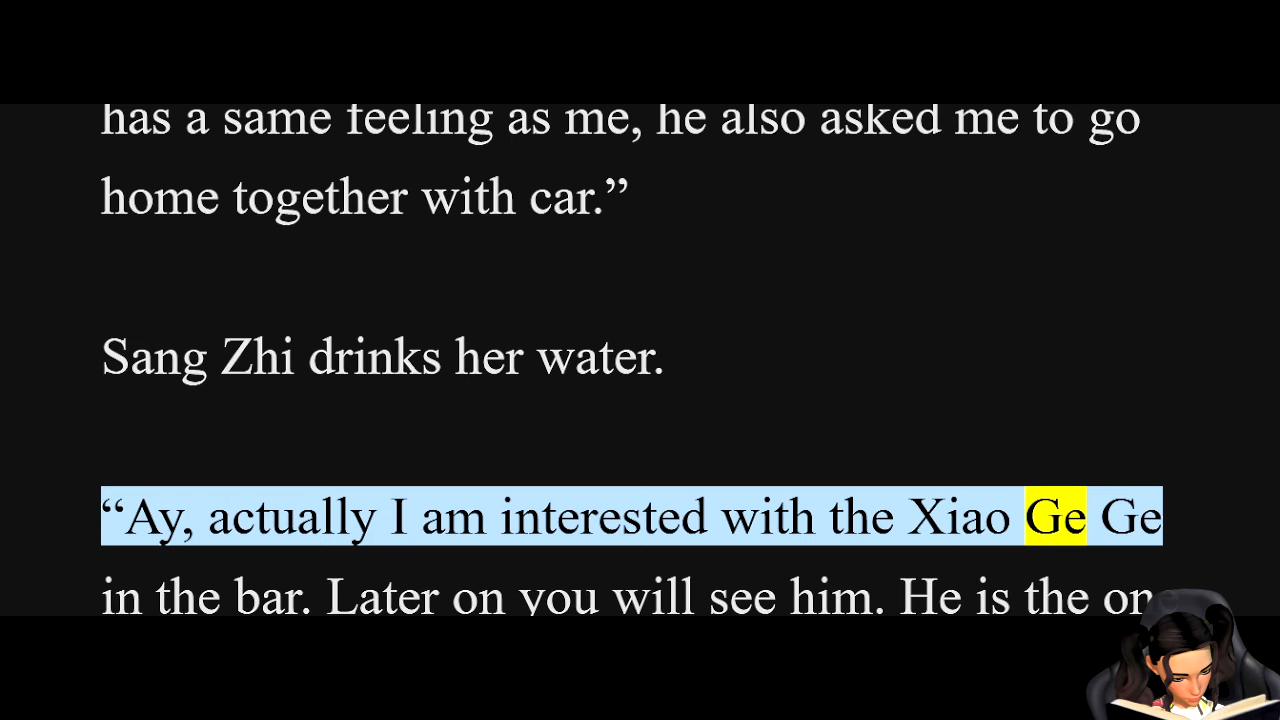 has a same feeling as me, he also asked me to go
home together with car.”
Sang Zhi drinks her water.
“Ay, actually I am interested with the Xiao Ge Ge
in the bar. Later on you will see him. He is the on